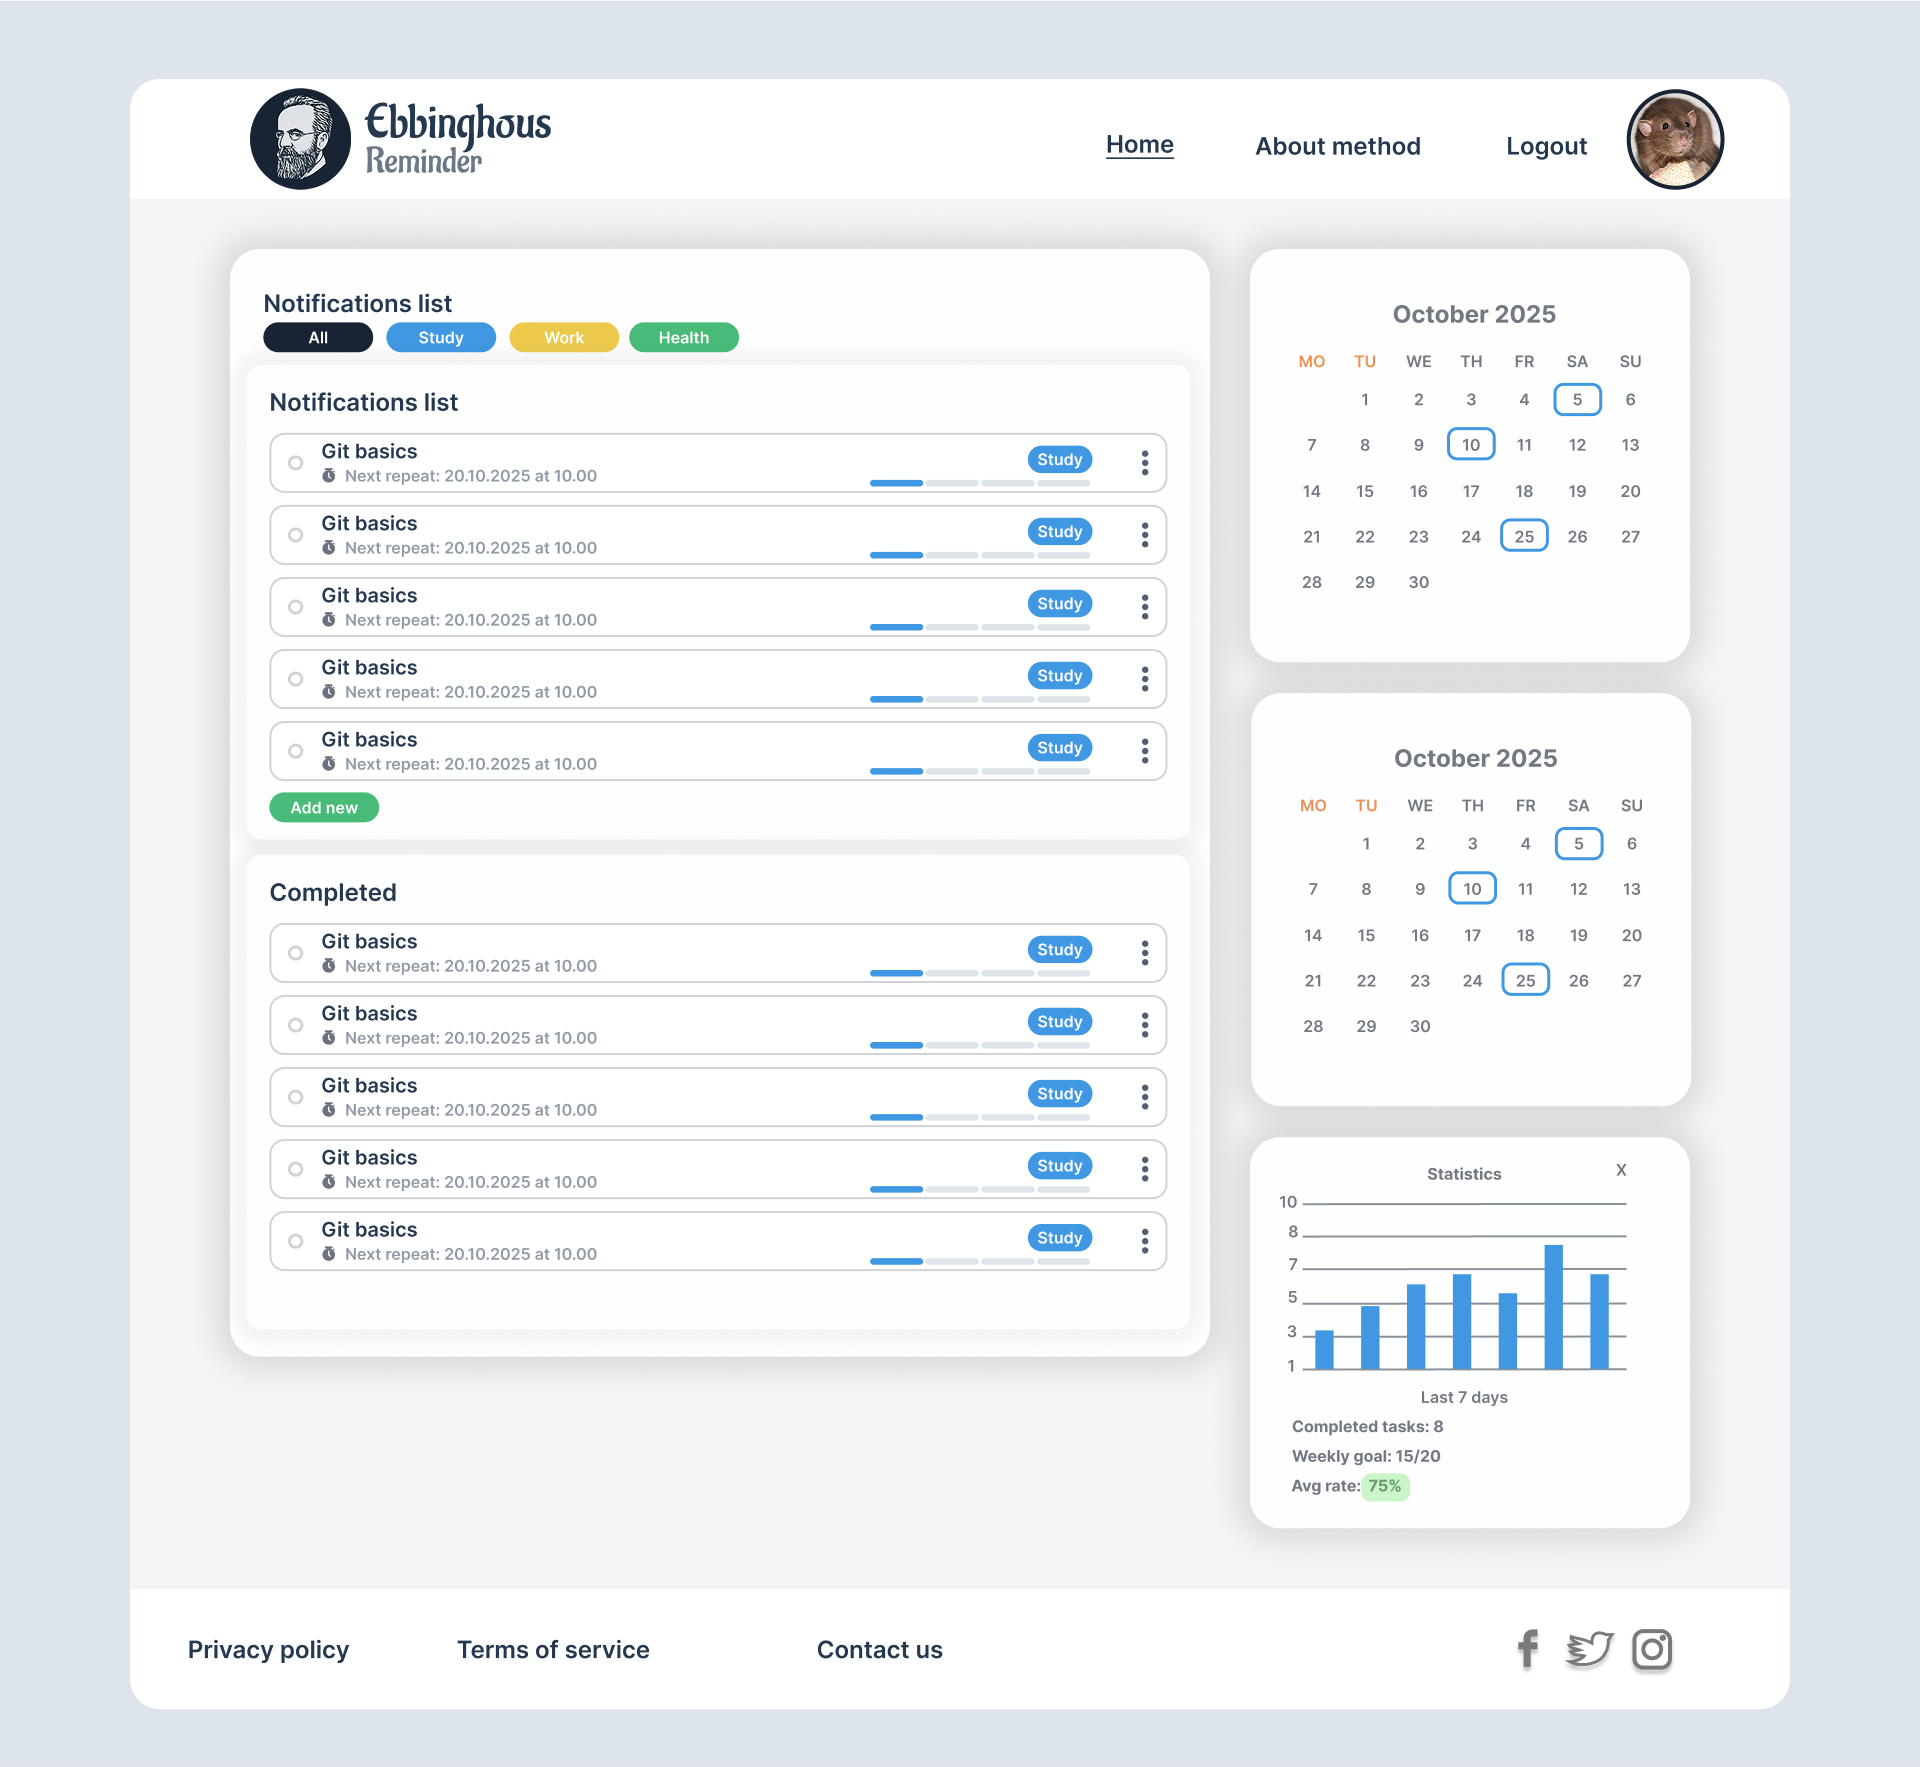 Ebbinghous
Reminder
Home
About method
Logout
Notifications list
All
Study
Work
Health
Notifications list
Git basics
Study
Next repeat: 20.10.2025 at 10.00
Git basics
Study
Next repeat: 20.10.2025 at 10.00
Git basics
Study
Next repeat: 20.10.2025 at 10.00
Git basics
Study
Next repeat: 20.10.2025 at 10.00
Git basics
Study
Next repeat: 20.10.2025 at 10.00
Add new
Completed
Git basics
Study
Next repeat: 20.10.2025 at 10.00
Git basics
Study
Next repeat: 20.10.2025 at 10.00
Git basics
Study
Next repeat: 20.10.2025 at 10.00
Git basics
Study
Next repeat: 20.10.2025 at 10.00
Git basics
Study
Next repeat: 20.10.2025 at 10.00
October 2025
MO TU WE TH FR SA SU
1 2 3 4 5 6
7 8 9 10 11 12 13
14 15 16 17 18 19 20
21 22 23 24 25 26 27
28 29 30
October 2025
MO TU WE TH FR SA SU
1 2 3 4 5 6
7 8 9 10 11 12 13
14 15 16 17 18 19 20
21 22 23 24 25 26 27
28 29 30
Statistics
X
10
8
7
5
3
1
Last 7 days
Completed tasks: 8
Weekly goal: 15/20
Avg rate: 75%
Privacy policy
Terms of service
Contact us